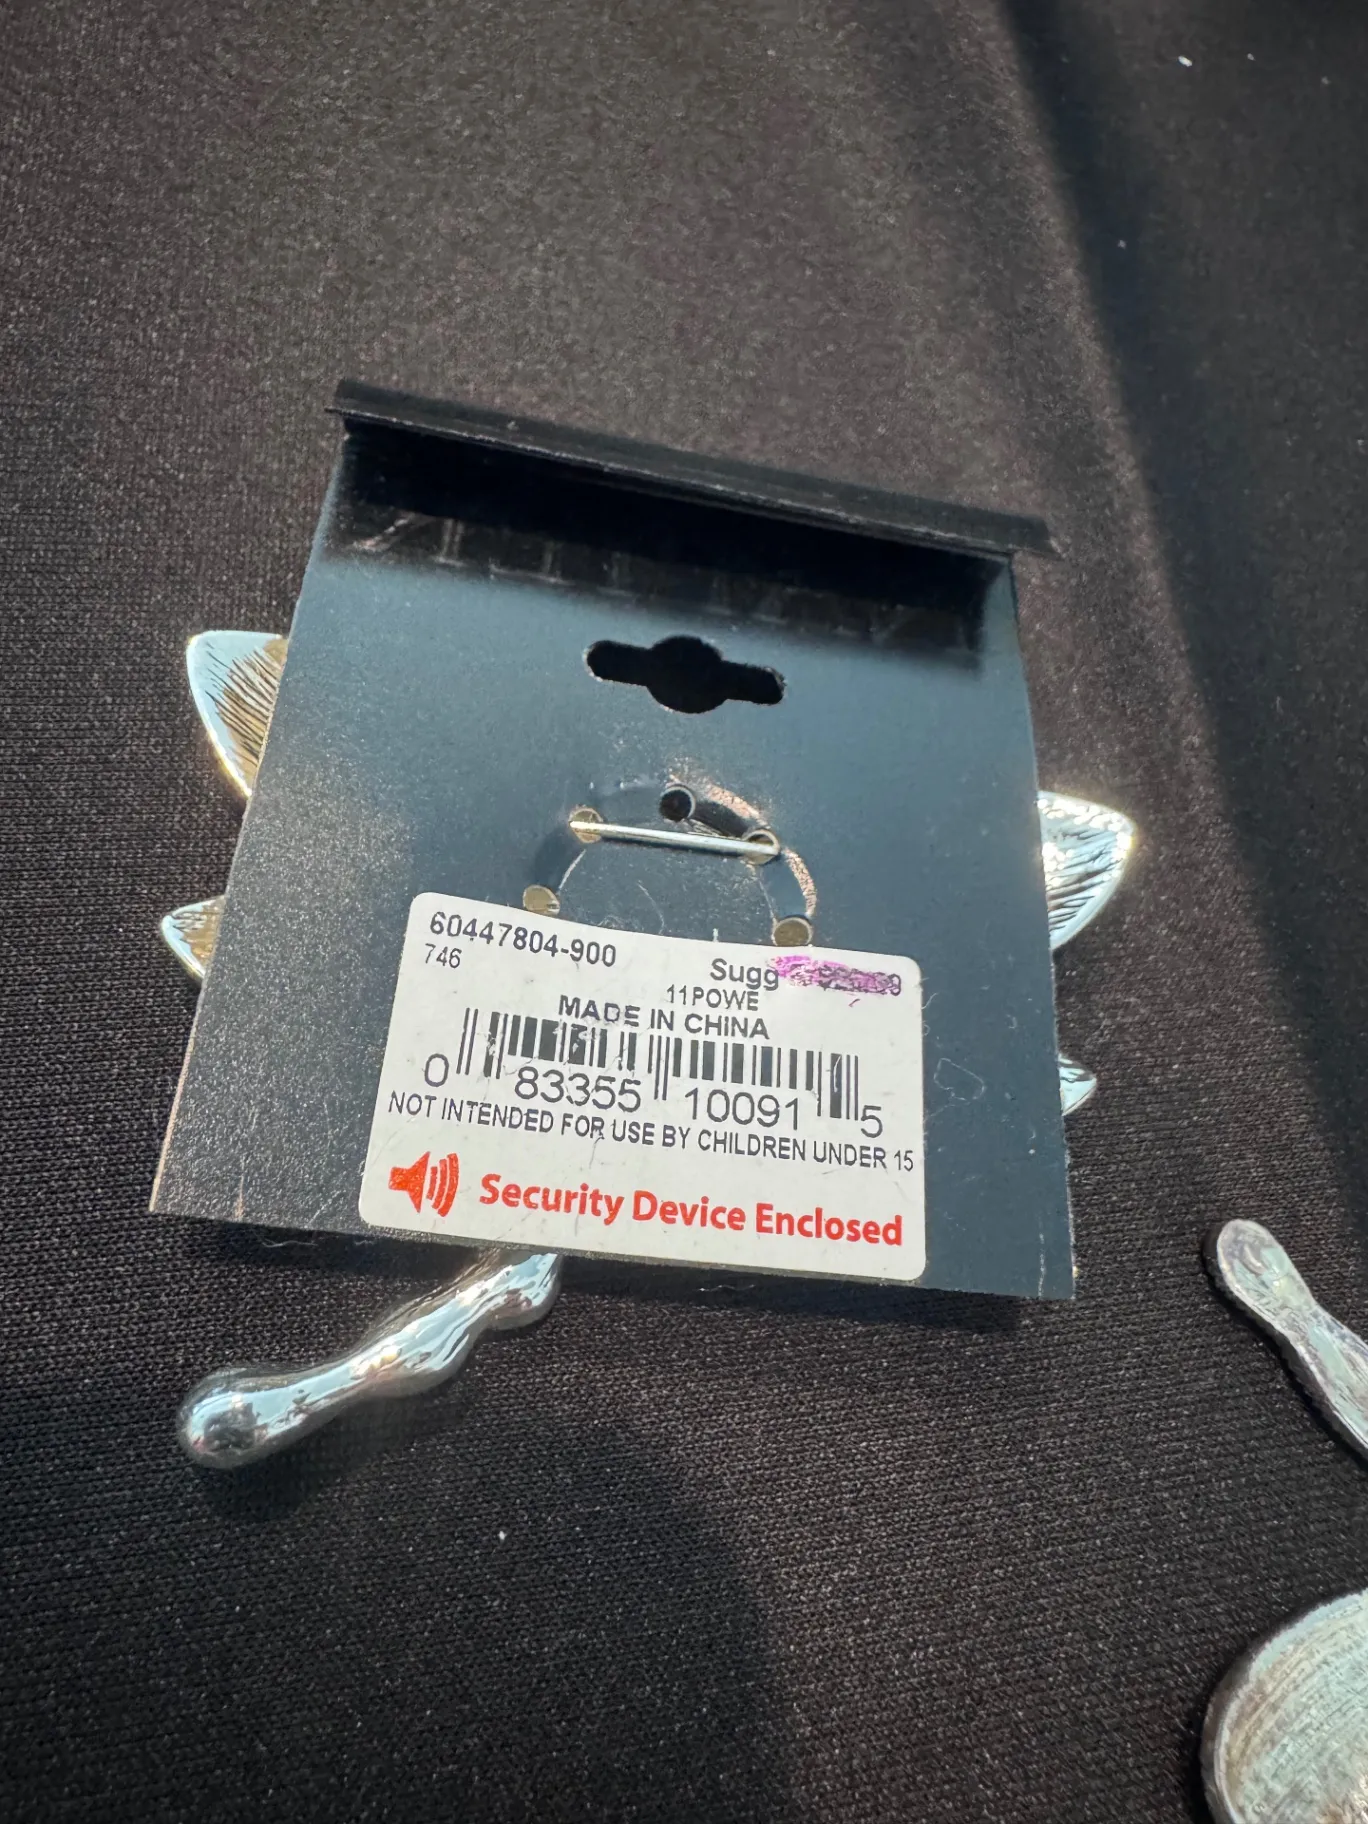 60447804-900
746
Sugg
11POWE
MADE IN CHINA
0 83355 10091 5
NOT INTENDED FOR USE BY CHILDREN UNDER 15
Security Device Enclosed